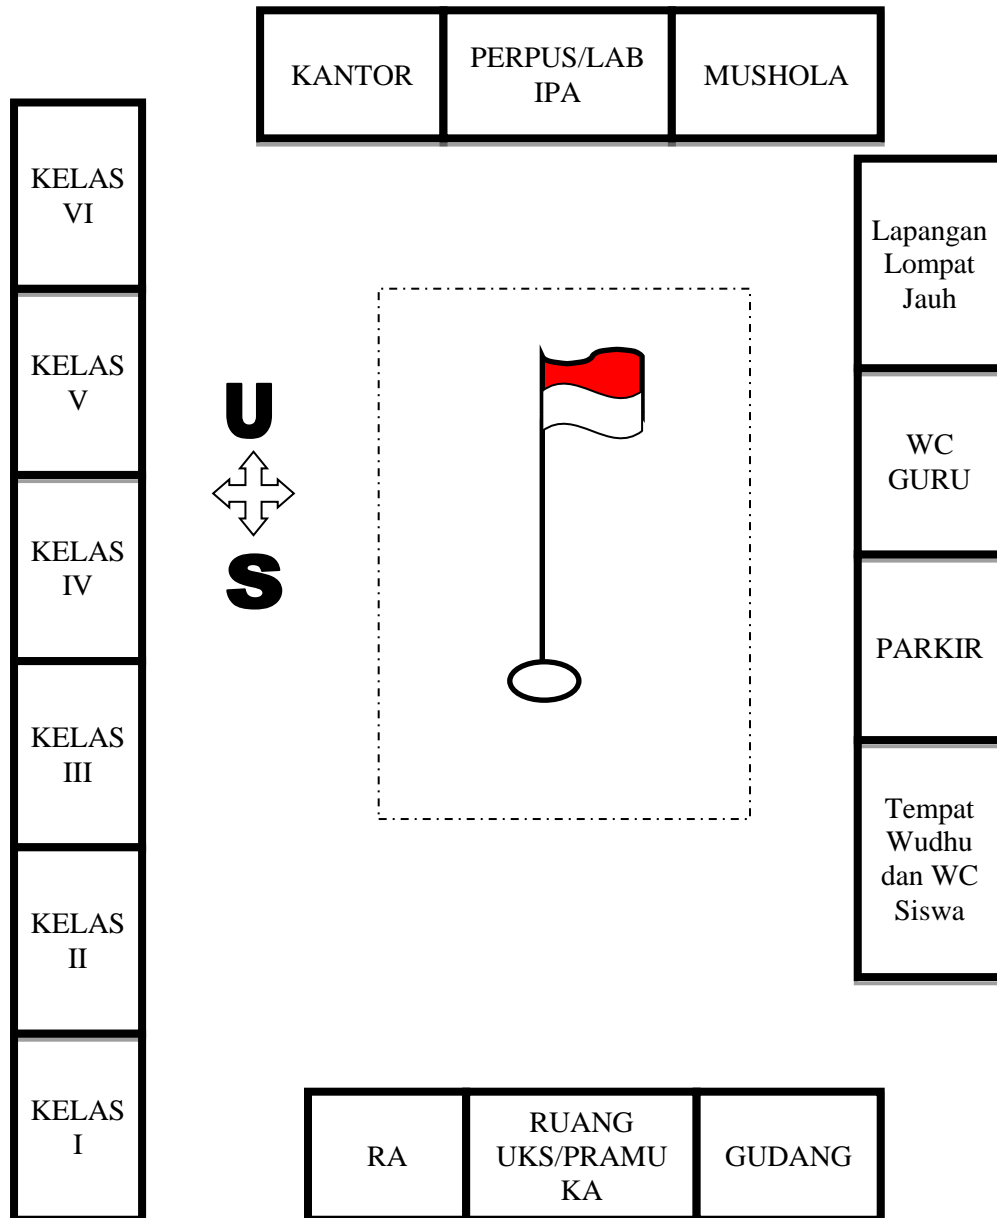 KANTOR
PERPUS/LAB
IPA
MUSHOLA
KELAS
VI
KELAS
V
KELAS
IV
KELAS
III
KELAS
II
KELAS
I
U
S
Lapangan
Lompat
Jauh
WC
GURU
PARKIR
Tempat
Wudhu
dan WC
Siswa
RA
RUANG
UKS/PRAMU
KA
GUDANG